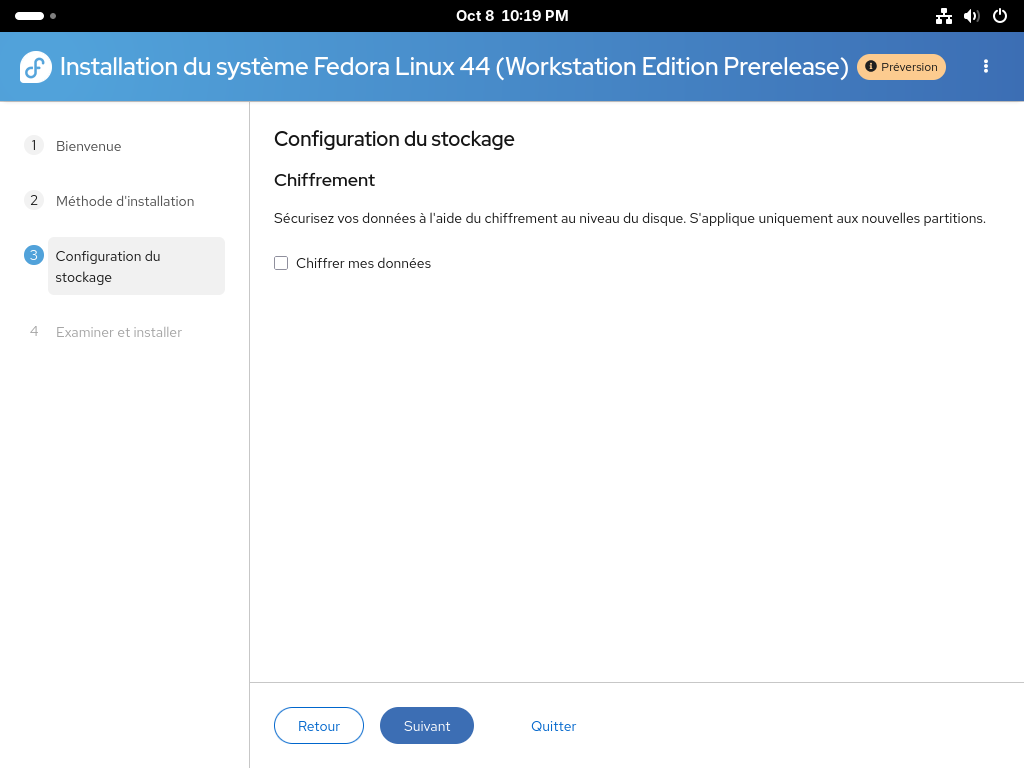 Oct 8 10:19 PM
Installation du système Fedora Linux 44 (Workstation Edition Prerelease)
Préversion
1 Bienvenue
2 Méthode d'installation
3 Configuration du
stockage
4 Examiner et installer
Configuration du stockage
Chiffrement
Sécurisez vos données à l'aide du chiffrement au niveau du disque. S'applique uniquement aux nouvelles partitions.
Chiffrer mes données
Retour
Suivant
Quitter